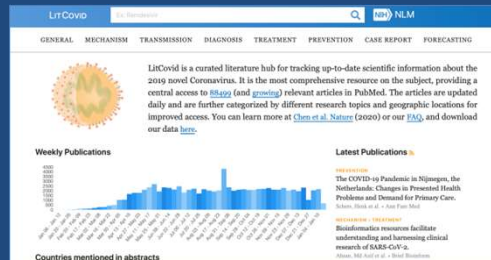 LITCOVID
Ex. Remdesivir
NIH NLM
GENERAL MECHANISM TRANSMISSION DIAGNOSIS TREATMENT PREVENTION CASE REPORT FORECASTING
LitCovid is a curated literature hub for tracking up-to-date scientific information about the
2019 novel Coronavirus. It is the most comprehensive resource on the subject, providing a
central access to 88499 (and growing) relevant articles in PubMed. The articles are updated
daily and are further categorized by different research topics and geographic locations for
improved access. You can learn more at Chen et al. Nature (2020) or our FAQ, and download
our data here.
Weekly Publications
Latest Publications
PREVENTION
The COVID-19 Pandemic in Nijmegen, the
Netherlands: Changes in Presented Health
Problems and Demand for Primary Care.
MECHANISM / TREATMENT
Bioinformatics resources facilitate
understanding and harnessing clinical
research of SARS-CoV-2.
Countries mentioned in abstracts